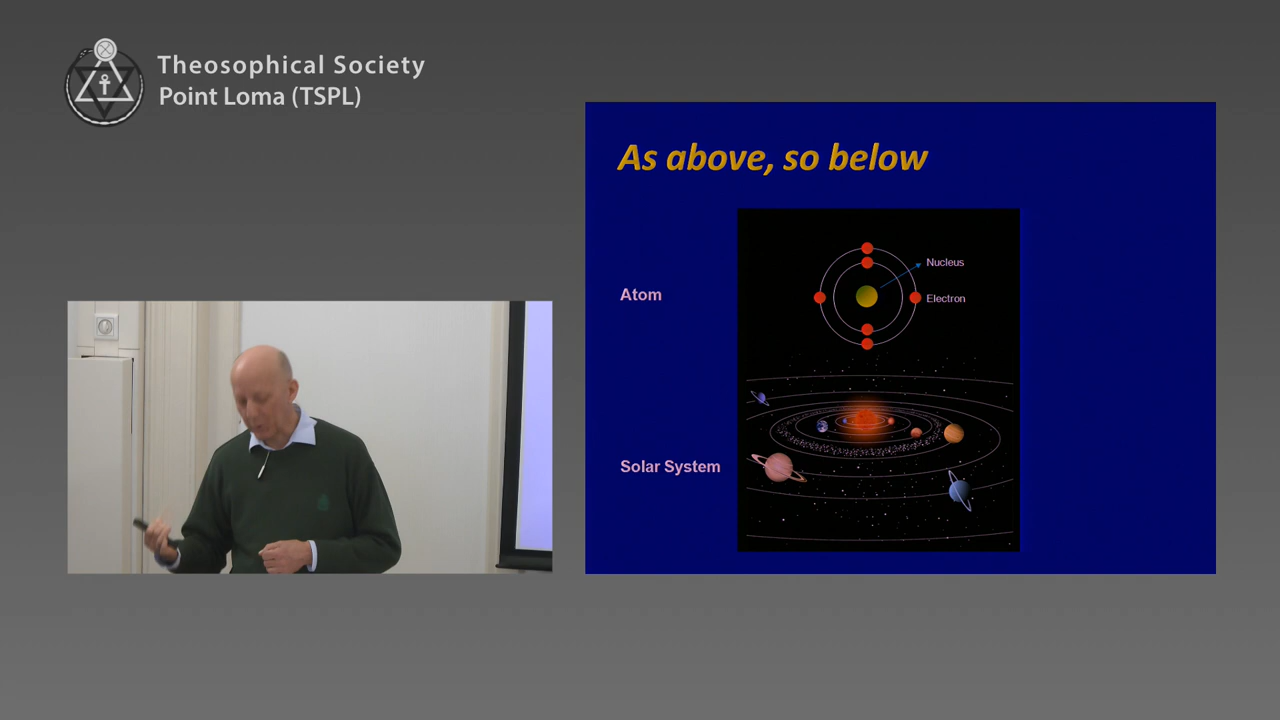 Theosophical Society
Point Loma (TSPL)
As above, so below
Nucleus
Atom
Electron
Solar System